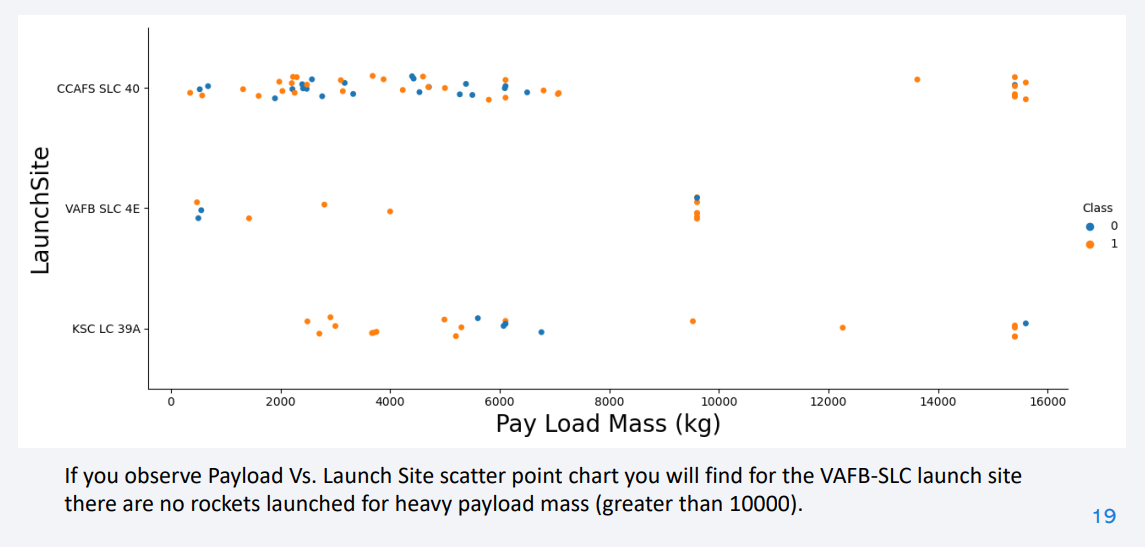 CCAFS SLC 40
VAFB SLC 4E
KSC LC 39A
LaunchSite
0 2000 4000 6000 8000 10000 12000 14000 16000
Pay Load Mass (kg)
Class
0
1
If you observe Payload Vs. Launch Site scatter point chart you will find for the VAFB-SLC launch site
there are no rockets launched for heavy payload mass (greater than 10000).
19